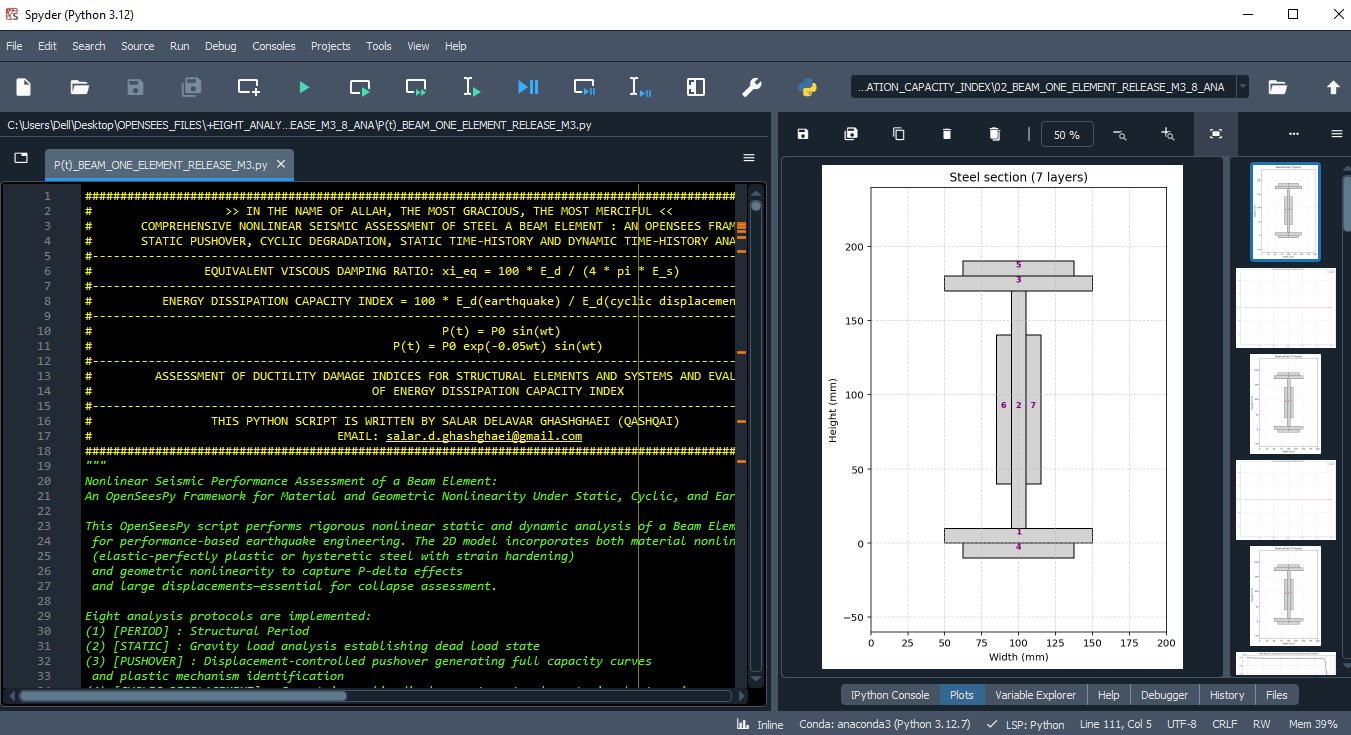 Spyder (Python 3.12)
File Edit Search Source Run Debug Consoles Projects Tools View Help
...ATION_CAPACITY_INDEX\02_BEAM_ONE_ELEMENT_RELEASE_M3_8_ANA
C:\Users\Dell\Desktop\OPENSEES_FILES\+EIGHT_ANALY...EASE_M3_8_ANA\P(t)_BEAM_ONE_ELEMENT_RELEASE_M3.py
P(t)_BEAM_ONE_ELEMENT_RELEASE_M3.py
1 ####################################################################################
2 # >> IN THE NAME OF ALLAH, THE MOST GRACIOUS, THE MOST MERCIFUL <<
3 # COMPREHENSIVE NONLINEAR SEISMIC ASSESSMENT OF STEEL A BEAM ELEMENT : AN OPENSEES FRAM
4 # STATIC PUSHOVER, CYCLIC DEGRADATION, STATIC TIME-HISTORY AND DYNAMIC TIME-HISTORY ANA
5 #-----------------------------------------------------------------------------------
6 # EQUIVALENT VISCOUS DAMPING RATIO: xi_eq = 100 * E_d / (4 * pi * E_s)
7 #-----------------------------------------------------------------------------------
8 # ENERGY DISSIPATION CAPACITY INDEX = 100 * E_d(earthquake) / E_d(cyclic displacemen
9 #-----------------------------------------------------------------------------------
10 # P(t) = P0 sin(wt)
11 # P(t) = P0 exp(-0.05wt) sin(wt)
12 #-----------------------------------------------------------------------------------
13 # ASSESSMENT OF DUCTILITY DAMAGE INDICES FOR STRUCTURAL ELEMENTS AND SYSTEMS AND EVAL
14 # OF ENERGY DISSIPATION CAPACITY INDEX
15 #-----------------------------------------------------------------------------------
16 # THIS PYTHON SCRIPT IS WRITTEN BY SALAR DELAVAR GHASHGHAEI (QASHQAI)
17 # EMAIL: salar.d.ghashghaei@gmail.com
18 ####################################################################################
19 """
20 Nonlinear Seismic Performance Assessment of a Beam Element:
21 An OpenSeesPy Framework for Material and Geometric Nonlinearity Under Static, Cyclic, and Ear
22
23 This OpenSeesPy script performs rigorous nonlinear static and dynamic analysis of a Beam Elem
24 for performance-based earthquake engineering. The 2D model incorporates both material nonlin
25 (elastic-perfectly plastic or hysteretic steel with strain hardening)
26 and geometric nonlinearity to capture P-delta effects
27 and large displacements—essential for collapse assessment.
28
29 Eight analysis protocols are implemented:
30 (1) [PERIOD] : Structural Period
31 (2) [STATIC] : Gravity load analysis establishing dead load state
32 (3) [PUSHOVER] : Displacement-controlled pushover generating full capacity curves
33 and plastic mechanism identification
50 %
Steel section (7 layers)
Height (mm)
200
150
100
50
0
−50
5
3
6 2 7
1
4
0 25 50 75 100 125 150 175 200
Width (mm)
IPython Console Plots Variable Explorer Help Debugger History Files
Inline Conda: anaconda3 (Python 3.12.7) LSP: Python Line 111, Col 5 UTF-8 CRLF RW Mem 39%